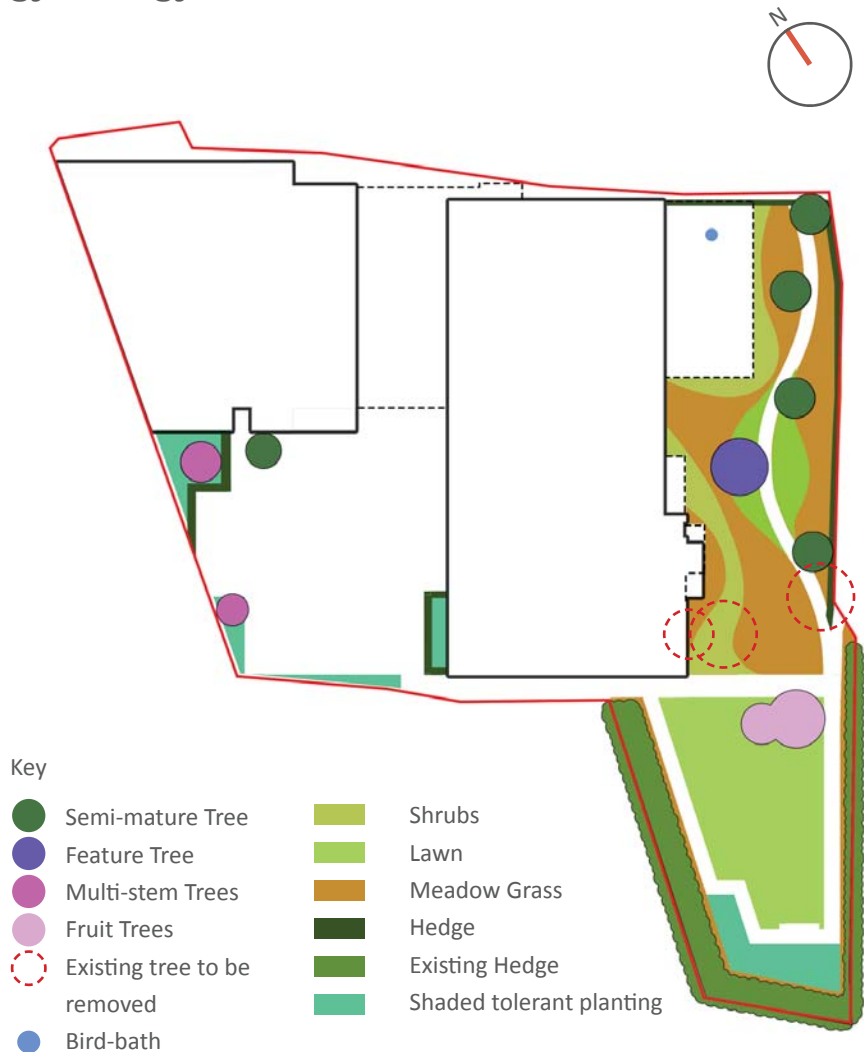 N
Key
Semi-mature Tree
Feature Tree
Multi-stem Trees
Fruit Trees
Existing tree to be
removed
Bird-bath
Shrubs
Lawn
Meadow Grass
Hedge
Existing Hedge
Shaded tolerant planting